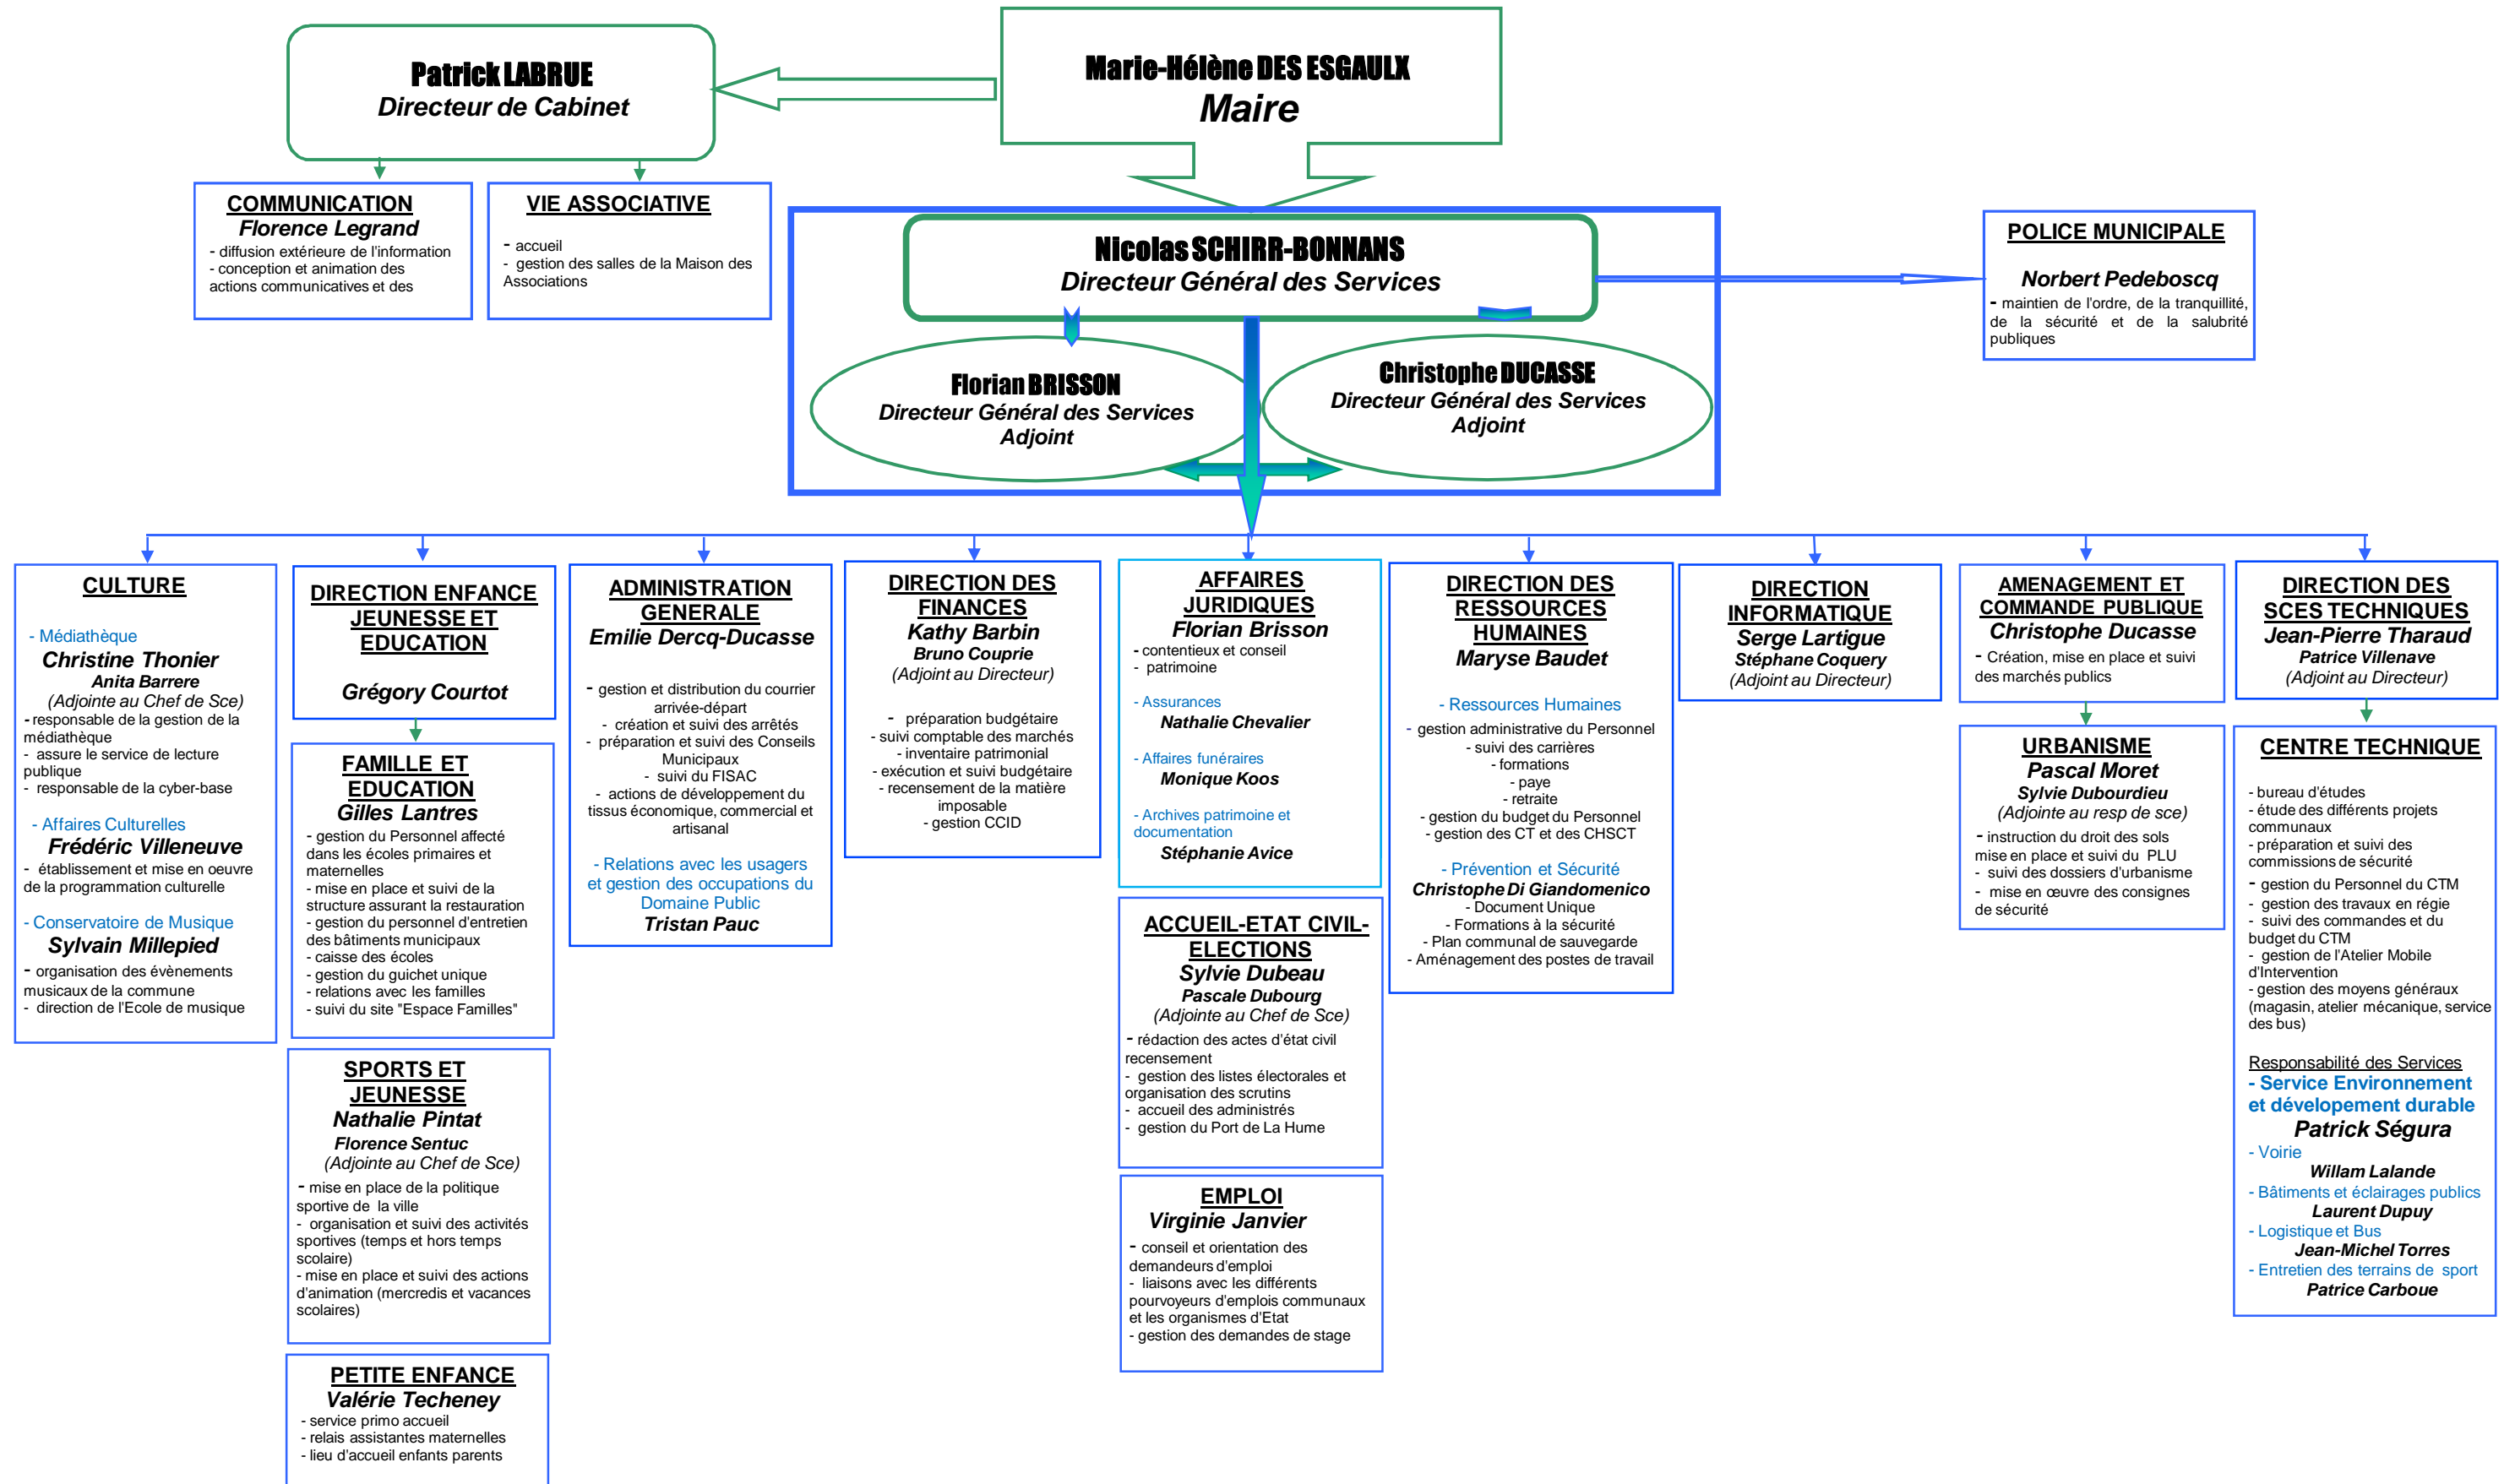 Patrick LABRUE
Directeur de Cabinet
Marie-Hélène DES ESGAULX
Maire
COMMUNICATION
Florence Legrand
- diffusion extérieure de l'information
- conception et animation des
actions communicatives et des
VIE ASSOCIATIVE
- accueil
- gestion des salles de la Maison des
Associations
Nicolas SCHIRR-BONNANS
Directeur Général des Services
POLICE MUNICIPALE
Norbert Pedeboscq
- maintien de l'ordre, de la tranquillité,
de la sécurité et de la salubrité
publiques
Florian BRISSON
Directeur Général des Services
Adjoint
Christophe DUCASSE
Directeur Général des Services
Adjoint
CULTURE
- Médiathèque
Christine Thonier
Anita Barrere
(Adjointe au Chef de Sce)
- responsable de la gestion de la
médiathèque
- assure le service de lecture
publique
- responsable de la cyber-base
- Affaires Culturelles
Frédéric Villeneuve
- établissement et mise en oeuvre
de la programmation culturelle
- Conservatoire de Musique
Sylvain Millepied
- organisation des évènements
musicaux de la commune
- direction de l'Ecole de musique
DIRECTION ENFANCE
JEUNESSE ET
EDUCATION
Grégory Courtot
FAMILLE ET
EDUCATION
Gilles Lantres
- gestion du Personnel affecté
dans les écoles primaires et
maternelles
- mise en place et suivi de la
structure assurant la restauration
- gestion du personnel d'entretien
des bâtiments municipaux
- caisse des écoles
- gestion du guichet unique
- relations avec les familles
- suivi du site "Espace Familles"
SPORTS ET
JEUNESSE
Nathalie Pintat
Florence Sentuc
(Adjointe au Chef de Sce)
- mise en place de la politique
sportive de la ville
- organisation et suivi des activités
sportives (temps et hors temps
scolaire)
- mise en place et suivi des actions
d'animation (mercredis et vacances
scolaires)
PETITE ENFANCE
Valérie Techeney
- service primo accueil
- relais assistantes maternelles
- lieu d'accueil enfants parents
ADMINISTRATION
GENERALE
Emilie Dercq-Ducasse
- gestion et distribution du courrier
arrivée-départ
- création et suivi des arrêtés
- préparation et suivi des Conseils
Municipaux
- suivi du FISAC
- actions de développement du
tissus économique, commercial et
artisanal
- Relations avec les usagers
et gestion des occupations du
Domaine Public
Tristan Pauc
DIRECTION DES
FINANCES
Kathy Barbin
Bruno Couprie
(Adjoint au Directeur)
- préparation budgétaire
- suivi comptable des marchés
- inventaire patrimonial
- exécution et suivi budgétaire
- recensement de la matière
imposable
- gestion CCID
AFFAIRES
JURIDIQUES
Florian Brisson
- contentieux et conseil
- patrimoine
- Assurances
Nathalie Chevalier
- Affaires funéraires
Monique Koos
- Archives patrimoine et
documentation
Stéphanie Avice
ACCUEIL-ETAT CIVIL-
ELECTIONS
Sylvie Dubeau
Pascale Dubourg
(Adjointe au Chef de Sce)
- rédaction des actes d'état civil
recensement
- gestion des listes électorales et
organisation des scrutins
- accueil des administrés
- gestion du Port de La Hume
EMPLOI
Virginie Janvier
- conseil et orientation des
demandeurs d'emploi
- liaisons avec les différents
pourvoyeurs d'emplois communaux
et les organismes d'Etat
- gestion des demandes de stage
DIRECTION DES
RESSOURCES
HUMAINES
Maryse Baudet
- Ressources Humaines
- gestion administrative du Personnel
- suivi des carrières
- formations
- paye
- retraite
- gestion du budget du Personnel
- gestion des CT et des CHSCT
- Prévention et Sécurité
Christophe Di Giandomenico
- Document Unique
- Formations à la sécurité
- Plan communal de sauvegarde
- Aménagement des postes de travail
DIRECTION
INFORMATIQUE
Serge Lartigue
Stéphane Coquery
(Adjoint au Directeur)
AMENAGEMENT ET
COMMANDE PUBLIQUE
Christophe Ducasse
- Création, mise en place et suivi
des marchés publics
URBANISME
Pascal Moret
Sylvie Dubourdieu
(Adjointe au resp de sce)
- instruction du droit des sols
mise en place et suivi du PLU
- suivi des dossiers d'urbanisme
- mise en œuvre des consignes
de sécurité
DIRECTION DES
SCES TECHNIQUES
Jean-Pierre Tharaud
Patrice Villenave
(Adjoint au Directeur)
CENTRE TECHNIQUE
- bureau d'études
- étude des différents projets
communaux
- préparation et suivi des
commissions de sécurité
- gestion du Personnel du CTM
- gestion des travaux en régie
- suivi des commandes et du
budget du CTM
- gestion de l'Atelier Mobile
d'Intervention
- gestion des moyens généraux
(magasin, atelier mécanique, service
des bus)
Responsabilité des Services
- Service Environnement
et dévelopement durable
Patrick Ségura
- Voirie
Willam Lalande
- Bâtiments et éclairages publics
Laurent Dupuy
- Logistique et Bus
Jean-Michel Torres
- Entretien des terrains de sport
Patrice Carboue